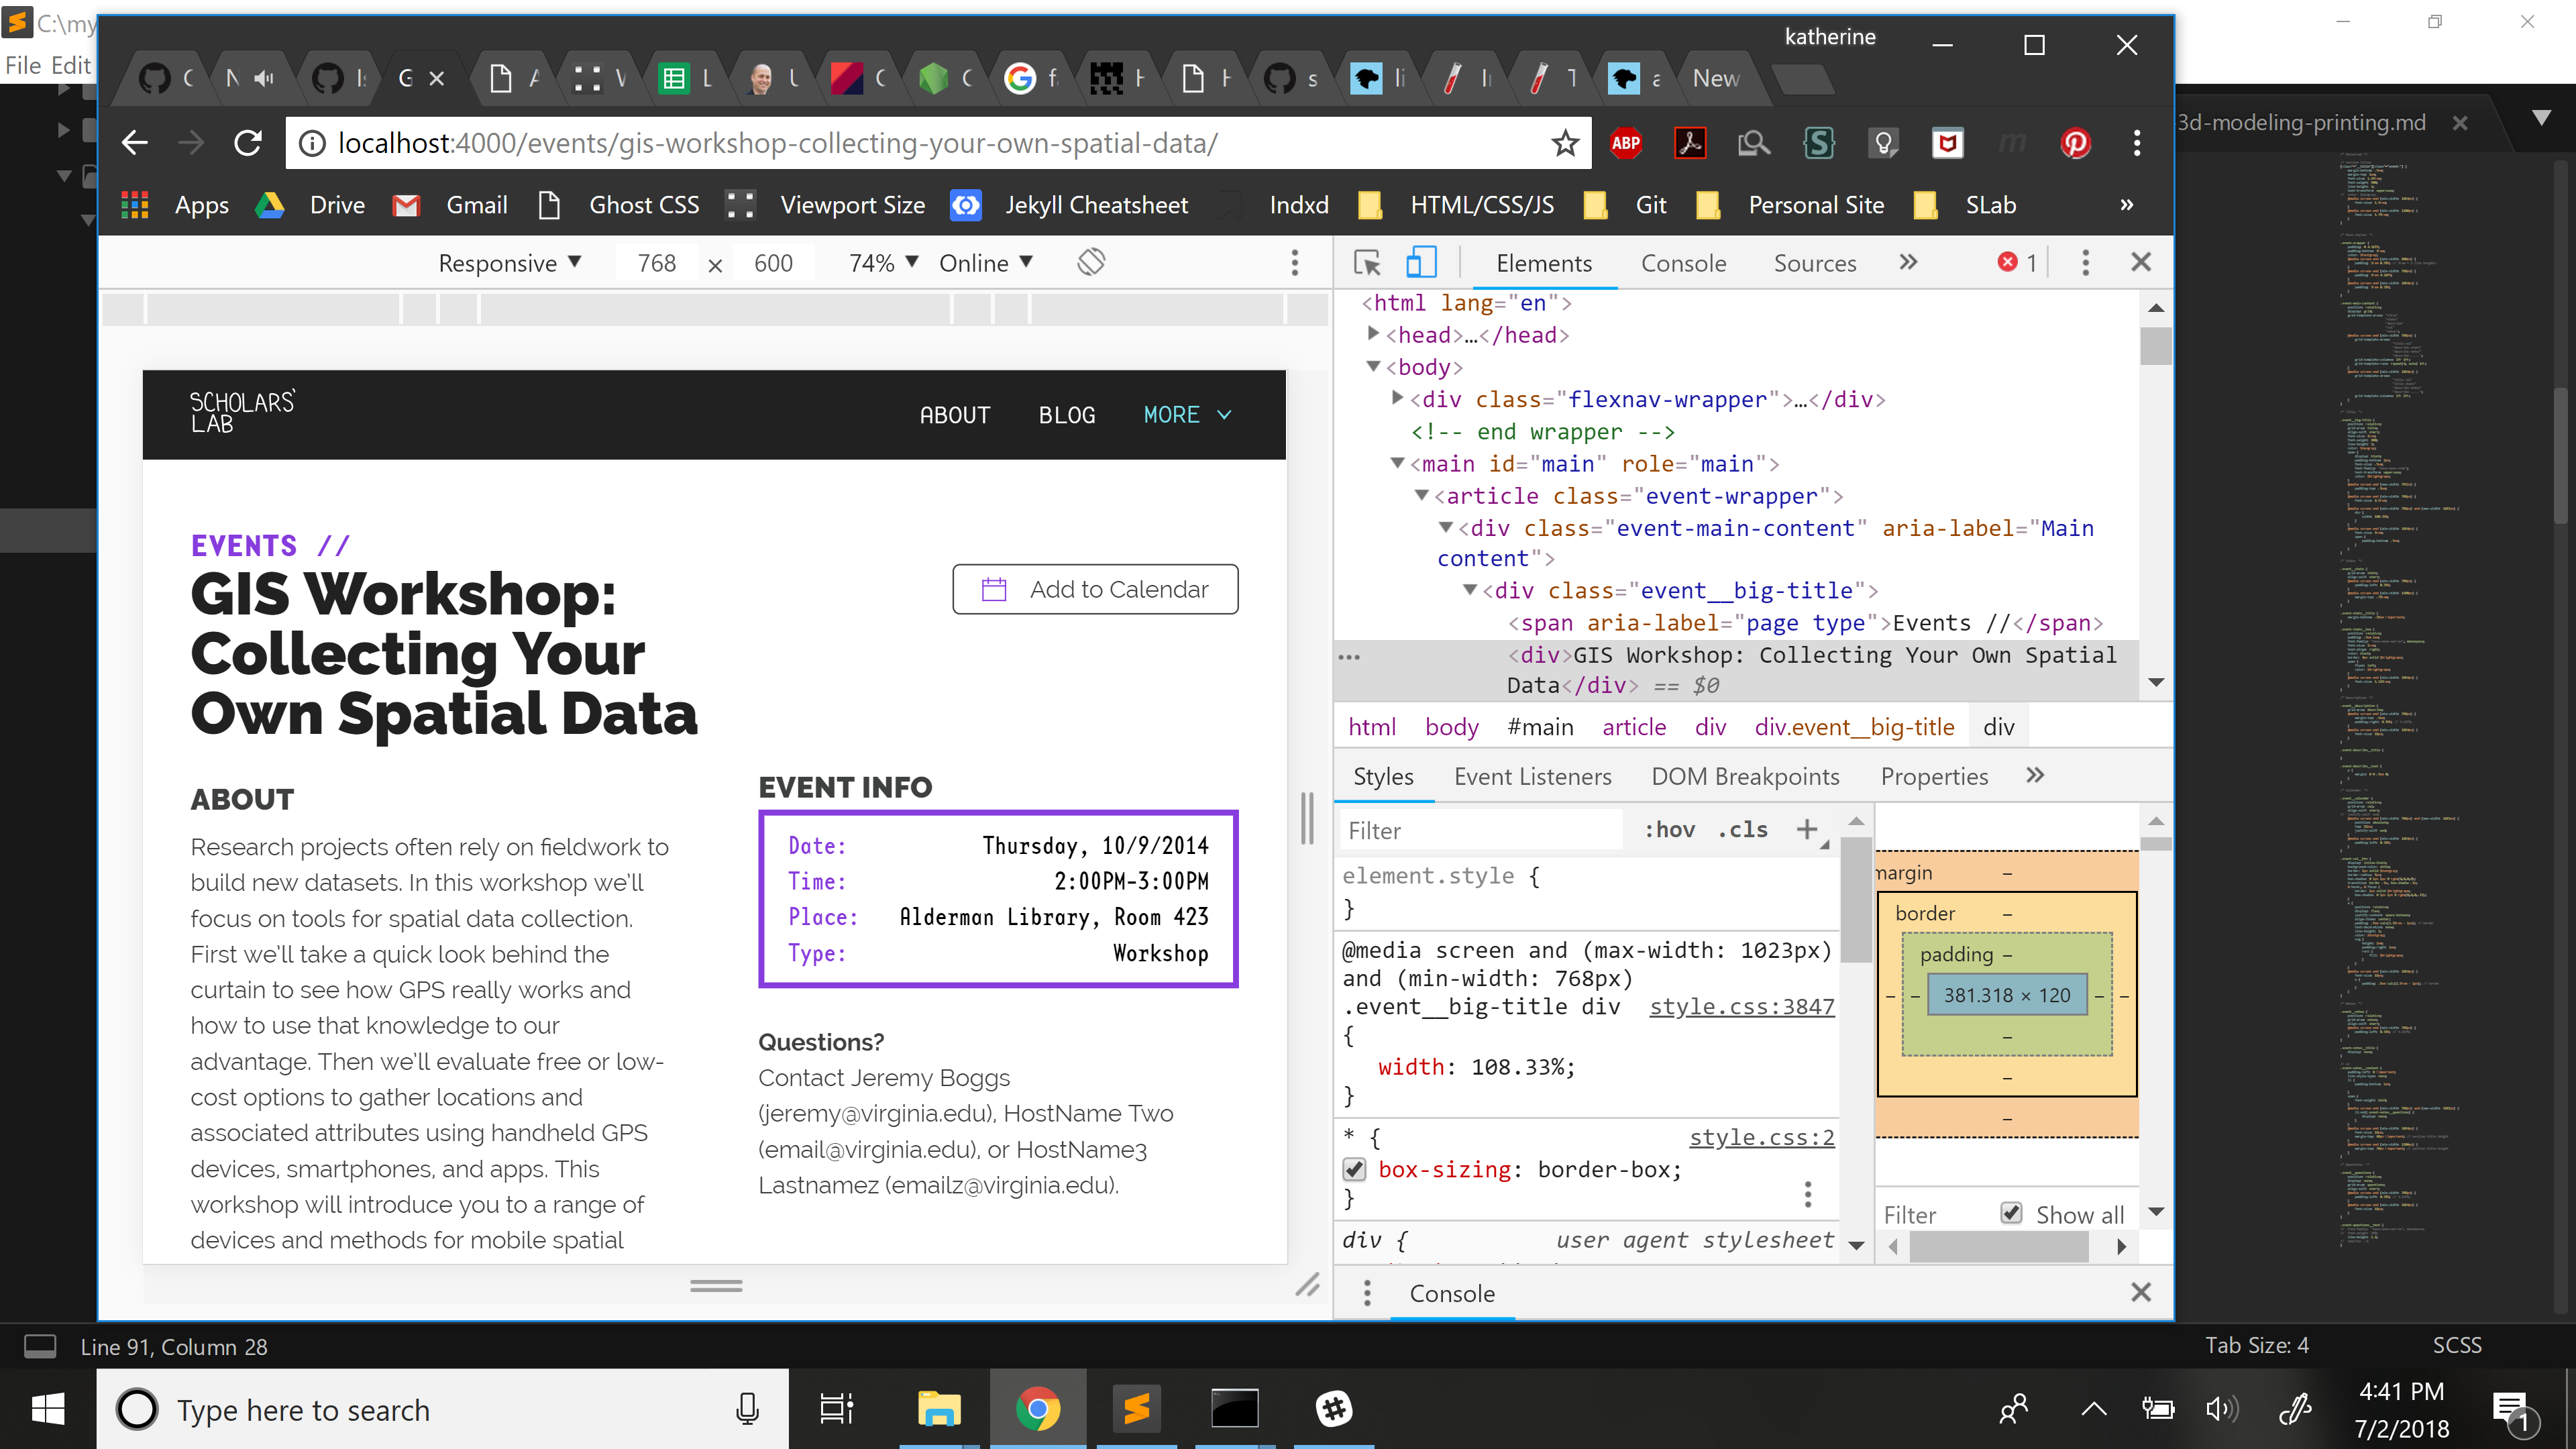 C:\my
File Edit
katherine
New
localhost:4000/events/gis-workshop-collecting-your-own-spatial-data/
ABP
3d-modeling-printing.md
Apps Drive Gmail Ghost CSS Viewport Size Jekyll Cheatsheet Indxd HTML/CSS/JS Git Personal Site SLab »
Responsive 768 × 600 74% Online
Elements Console Sources » 1
<html lang="en">
<head>…</head>
<body>
<div class="flexnav-wrapper">…</div>
<!-- end wrapper -->
<main id="main" role="main">
<article class="event-wrapper">
<div class="event-main-content" aria-label="Main
content">
<div class="event__big-title">
<span aria-label="page type">Events //</span>
<div>GIS Workshop: Collecting Your Own Spatial
Data</div> == $0
html body #main article div div.event__big-title div
SCHOLARS'
LAB
ABOUT BLOG MORE
EVENTS //
GIS Workshop:
Collecting Your
Own Spatial Data
Add to Calendar
ABOUT
Research projects often rely on fieldwork to
build new datasets. In this workshop we'll
focus on tools for spatial data collection.
First we'll take a quick look behind the
curtain to see how GPS really works and
how to use that knowledge to our
advantage. Then we'll evaluate free or low-
cost options to gather locations and
associated attributes using handheld GPS
devices, smartphones, and apps. This
workshop will introduce you to a range of
devices and methods for mobile spatial
EVENT INFO
Date: Thursday, 10/9/2014
Time: 2:00PM-3:00PM
Place: Alderman Library, Room 423
Type: Workshop
Questions?
Contact Jeremy Boggs
(jeremy@virginia.edu), HostName Two
(email@virginia.edu), or HostName3
Lastnamez (emailz@virginia.edu).
Styles Event Listeners DOM Breakpoints Properties »
Filter :hov .cls +
element.style {
}
@media screen and (max-width: 1023px)
and (min-width: 768px)
.event__big-title div style.css:3847
{
width: 108.33%;
}
* { style.css:2
box-sizing: border-box;
}
div { user agent stylesheet
margin –
border –
padding –
– – 381.318 × 120 – –
–
–
–
Filter Show all
Console
Line 91, Column 28
Tab Size: 4 SCSS
Type here to search
4:41 PM
7/2/2018
1